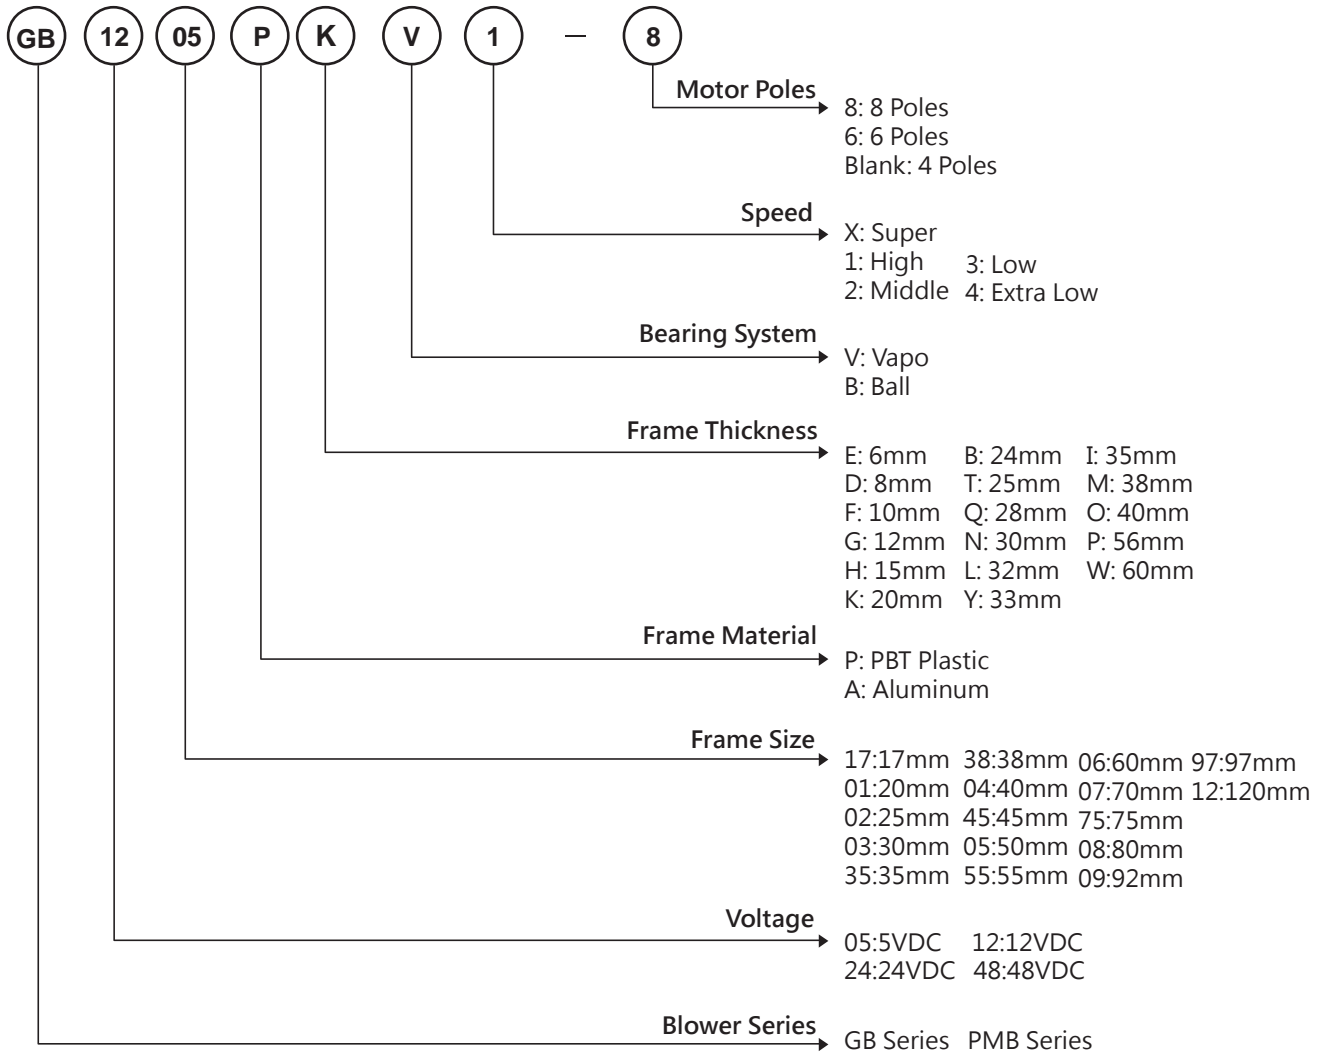 GB 12 05 P K V 1 — 8
Motor Poles
8: 8 Poles
6: 6 Poles
Blank: 4 Poles
Speed
X: Super
1: High 3: Low
2: Middle 4: Extra Low
Bearing System
V: Vapo
B: Ball
Frame Thickness
E: 6mm B: 24mm I: 35mm
D: 8mm T: 25mm M: 38mm
F: 10mm Q: 28mm O: 40mm
G: 12mm N: 30mm P: 56mm
H: 15mm L: 32mm W: 60mm
K: 20mm Y: 33mm
Frame Material
P: PBT Plastic
A: Aluminum
Frame Size
17:17mm 38:38mm 06:60mm 97:97mm
01:20mm 04:40mm 07:70mm 12:120mm
02:25mm 45:45mm 75:75mm
03:30mm 05:50mm 08:80mm
35:35mm 55:55mm 09:92mm
Voltage
05:5VDC 12:12VDC
24:24VDC 48:48VDC
Blower Series
GB Series PMB Series